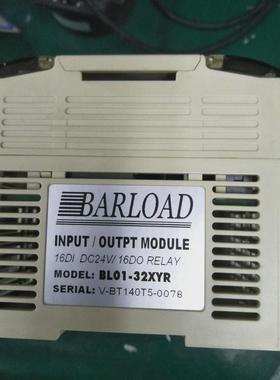 BARLOAD
INPUT / OUTPT MODULE
16DI DC24V/16DO RELAY
MODEL: BL01-32XYR
SERIAL: V-BT140T5-0078